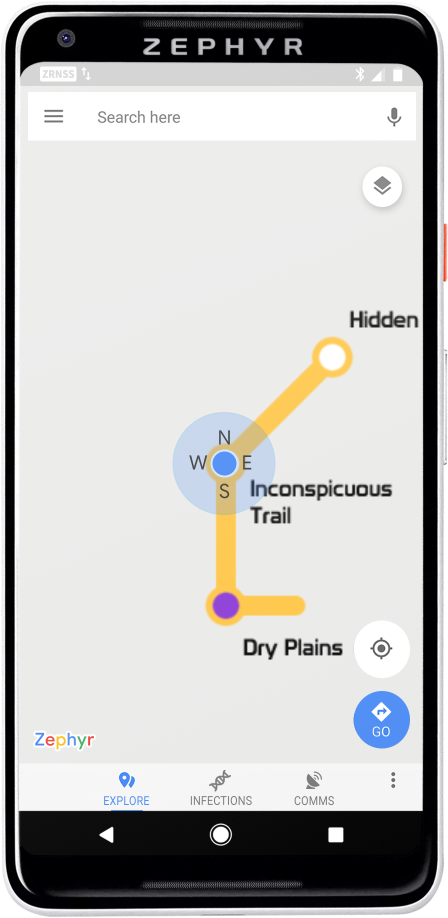 ZEPHYR
ZRNSS
Search here
Hidden
N
W E
S
Inconspicuous
Trail
Dry Plains
GO
Zephyr
EXPLORE INFECTIONS COMMS